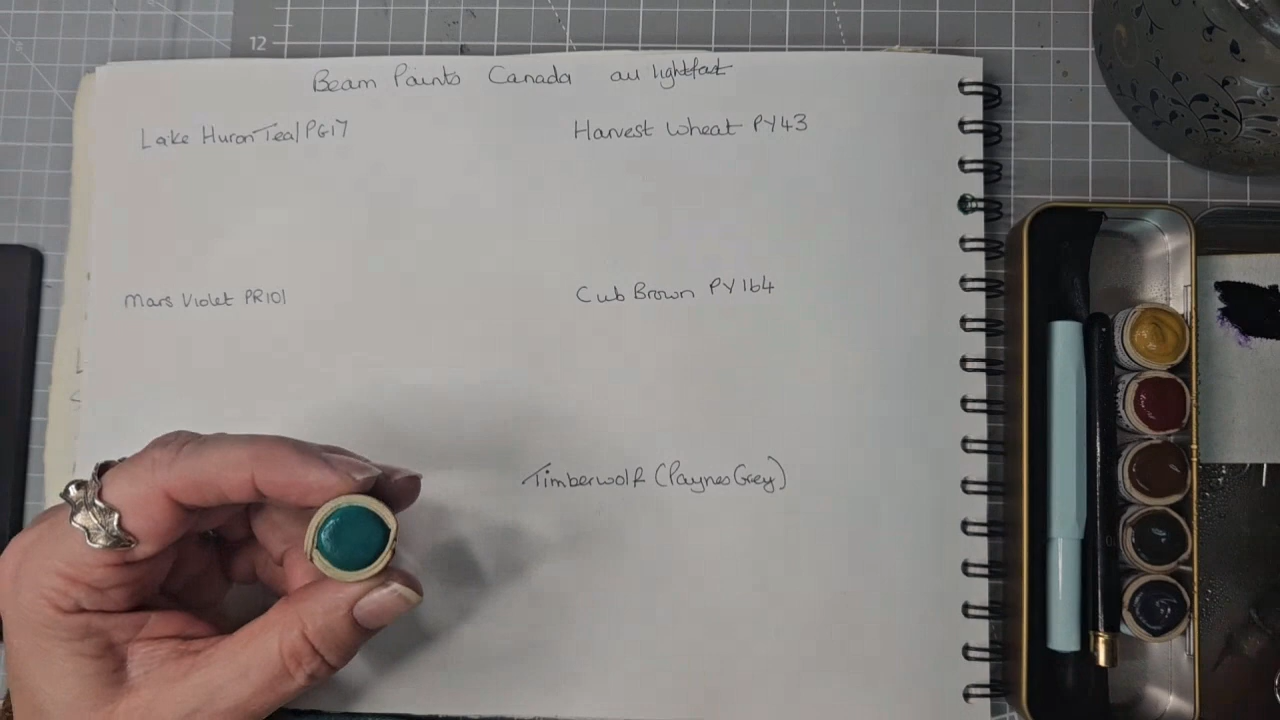 12
Beam Paints Canada all lightfast
Lake Huron Teal PG17
Harvest Wheat PY43
Mars Violet PR101
Cub Brown PY164
Timberwolf (Paynes Grey)